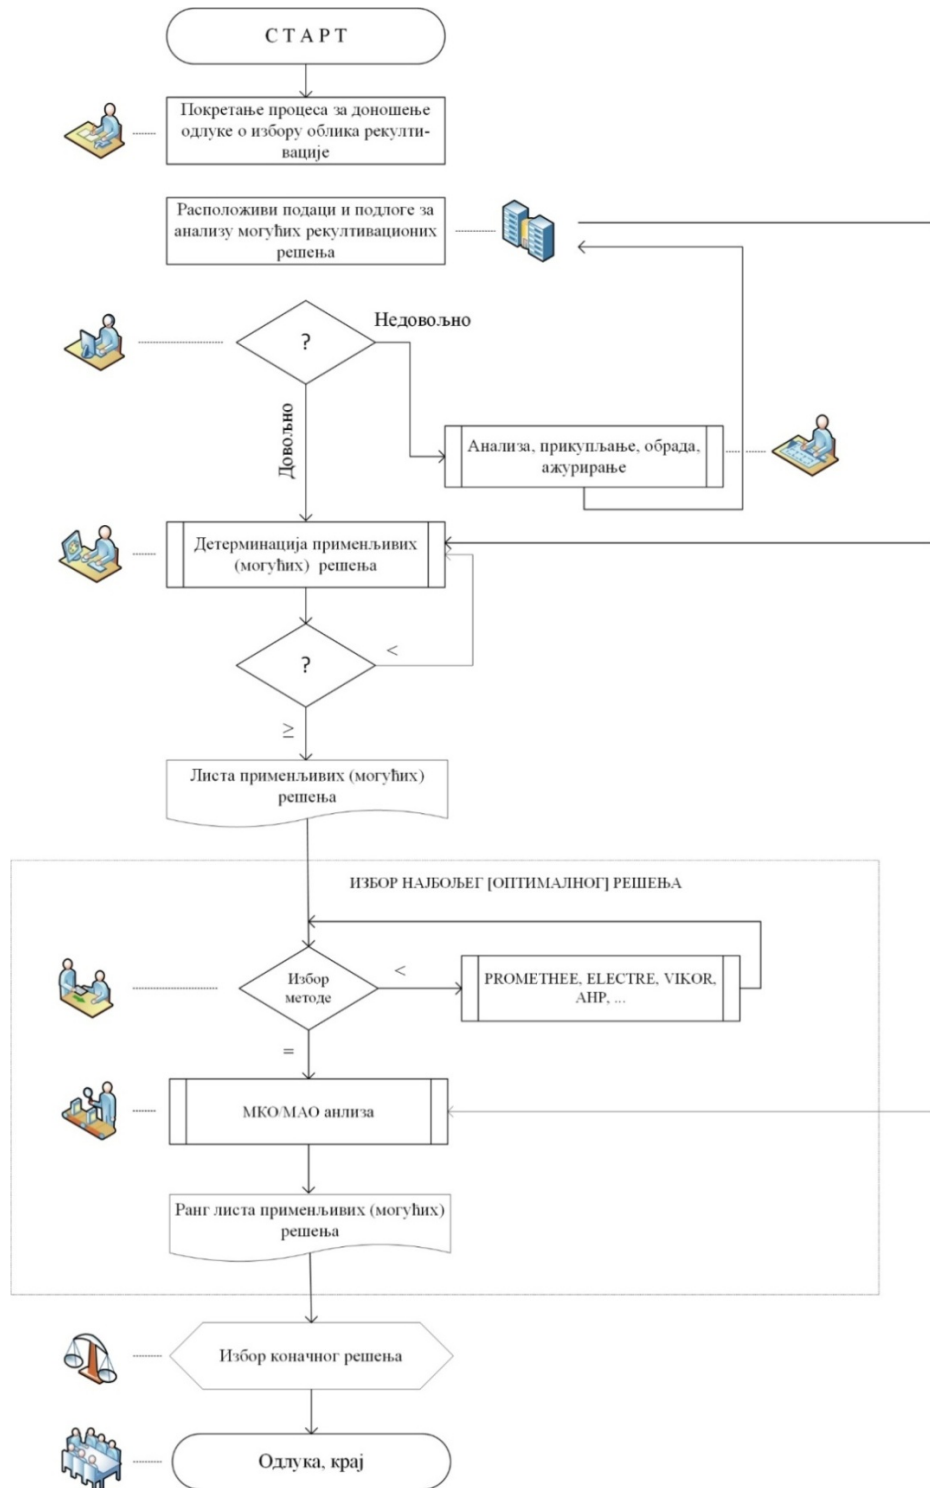 С Т А Р Т
Покретање процеса за доношење
одлуке о избору облика рекулти-
вације
Расположиви подаци и подлоге за
анализу могућих рекултивационих
решења
Недовољно
?
Довољно
Анализа, прикупљање, обрада,
ажурирање
Детерминација применљивих
(могућих) решења
?
<
≥
Листа применљивих (могућих)
решења
ИЗБОР НАЈБОЉЕГ [ОПТИМАЛНОГ] РЕШЕЊА
Избор
методе
<
PROMETHEE, ELECTRE, VIKOR,
AHP, ...
=
МКО/МАО анлиза
Ранг листа применљивих (могућих)
решења
Избор коначног решења
Одлука, крај